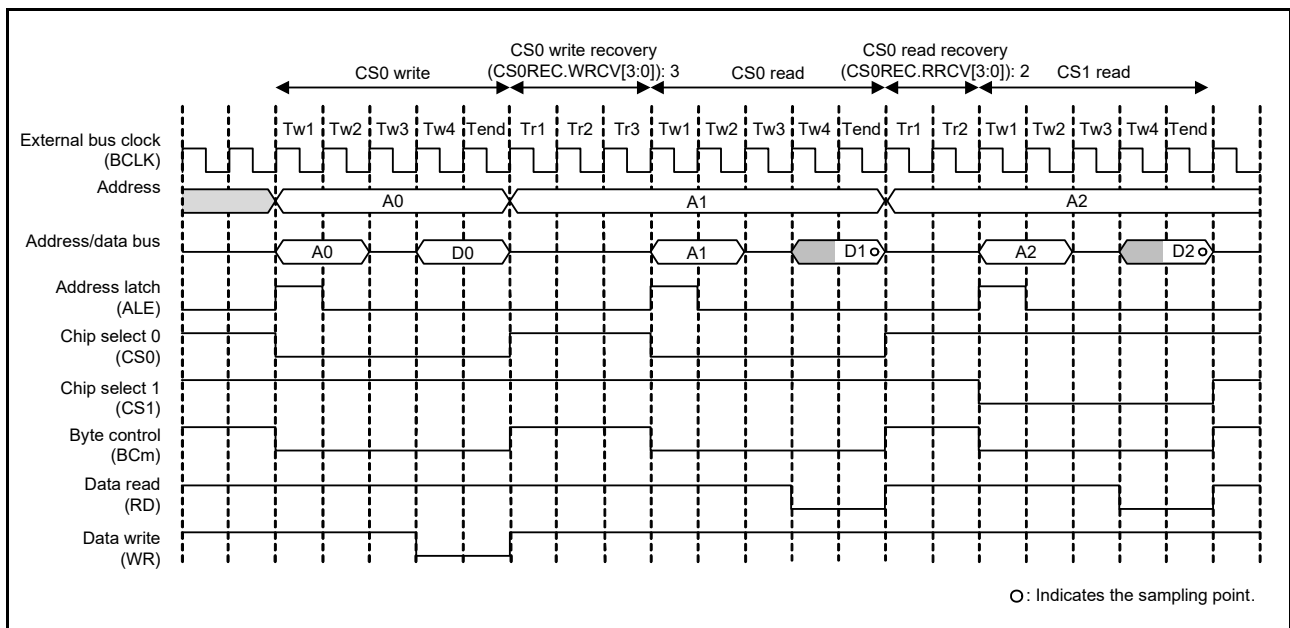 CS0 write
CS0 write recovery
(CS0REC.WRCV[3:0]): 3
CS0 read
CS0 read recovery
(CS0REC.RRCV[3:0]): 2
CS1 read
Tw1 Tw2 Tw3 Tw4 Tend Tr1 Tr2 Tr3 Tw1 Tw2 Tw3 Tw4 Tend Tr1 Tr2 Tw1 Tw2 Tw3 Tw4 Tend
External bus clock
(BCLK)
Address
A0 A1 A2
Address/data bus
A0 D0 A1 D1 A2 D2
Address latch
(ALE)
Chip select 0
(CS0)
Chip select 1
(CS1)
Byte control
(BCm)
Data read
(RD)
Data write
(WR)
: Indicates the sampling point.